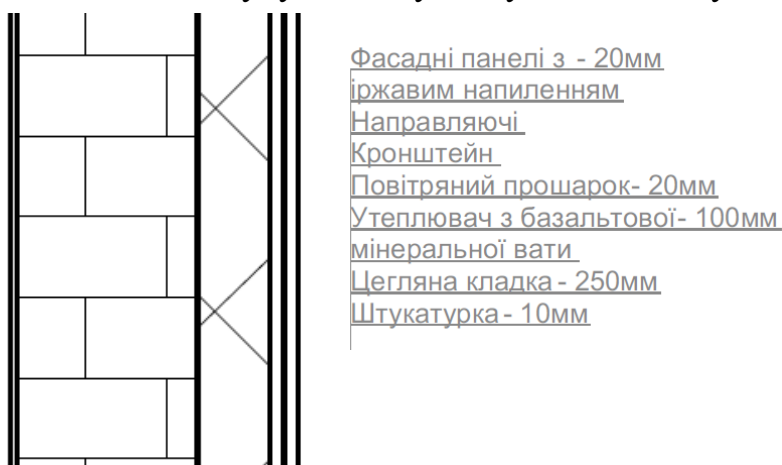 Фасадні панелі з - 20мм
іржавим напиленням
Направляючі
Кронштейн
Повітряний прошарок- 20мм
Утеплювач з базальтової- 100мм
мінеральної вати
Цегляна кладка - 250мм
Штукатурка - 10мм